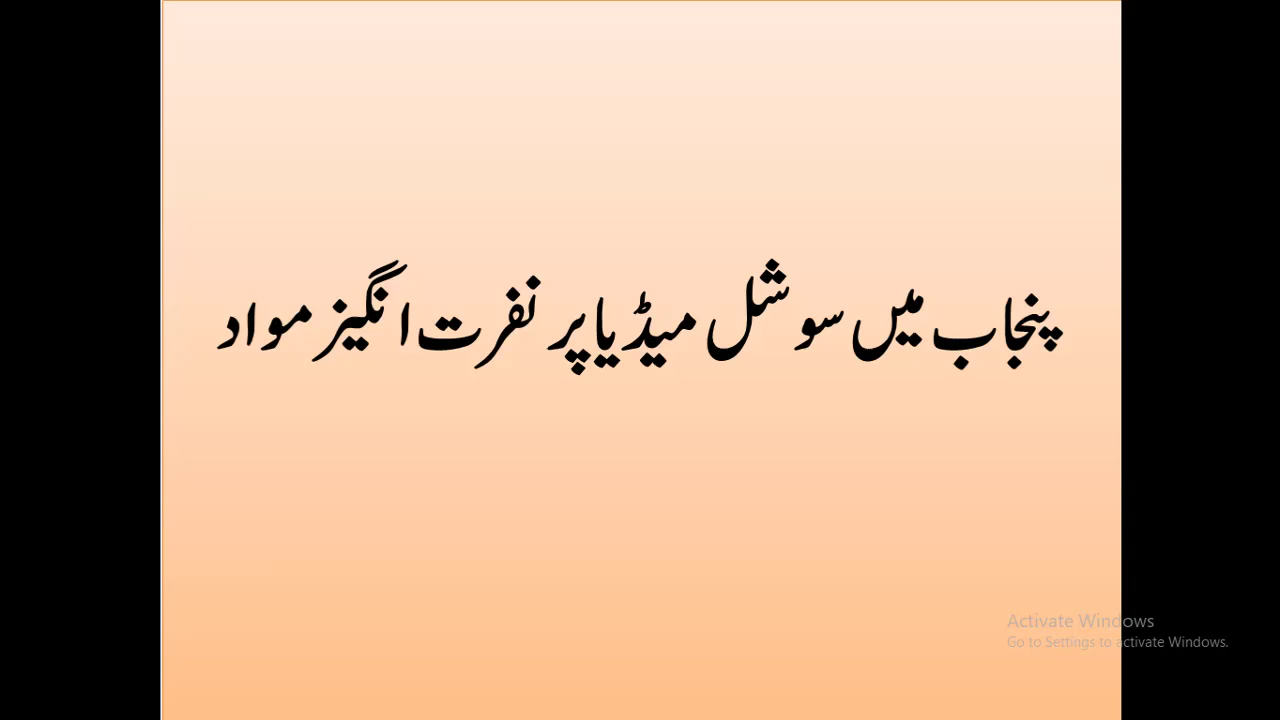 پنجاب میں سوشل میڈیا پر نفرت انگیز مواد
Activate Windows
Go to Settings to activate Windows.